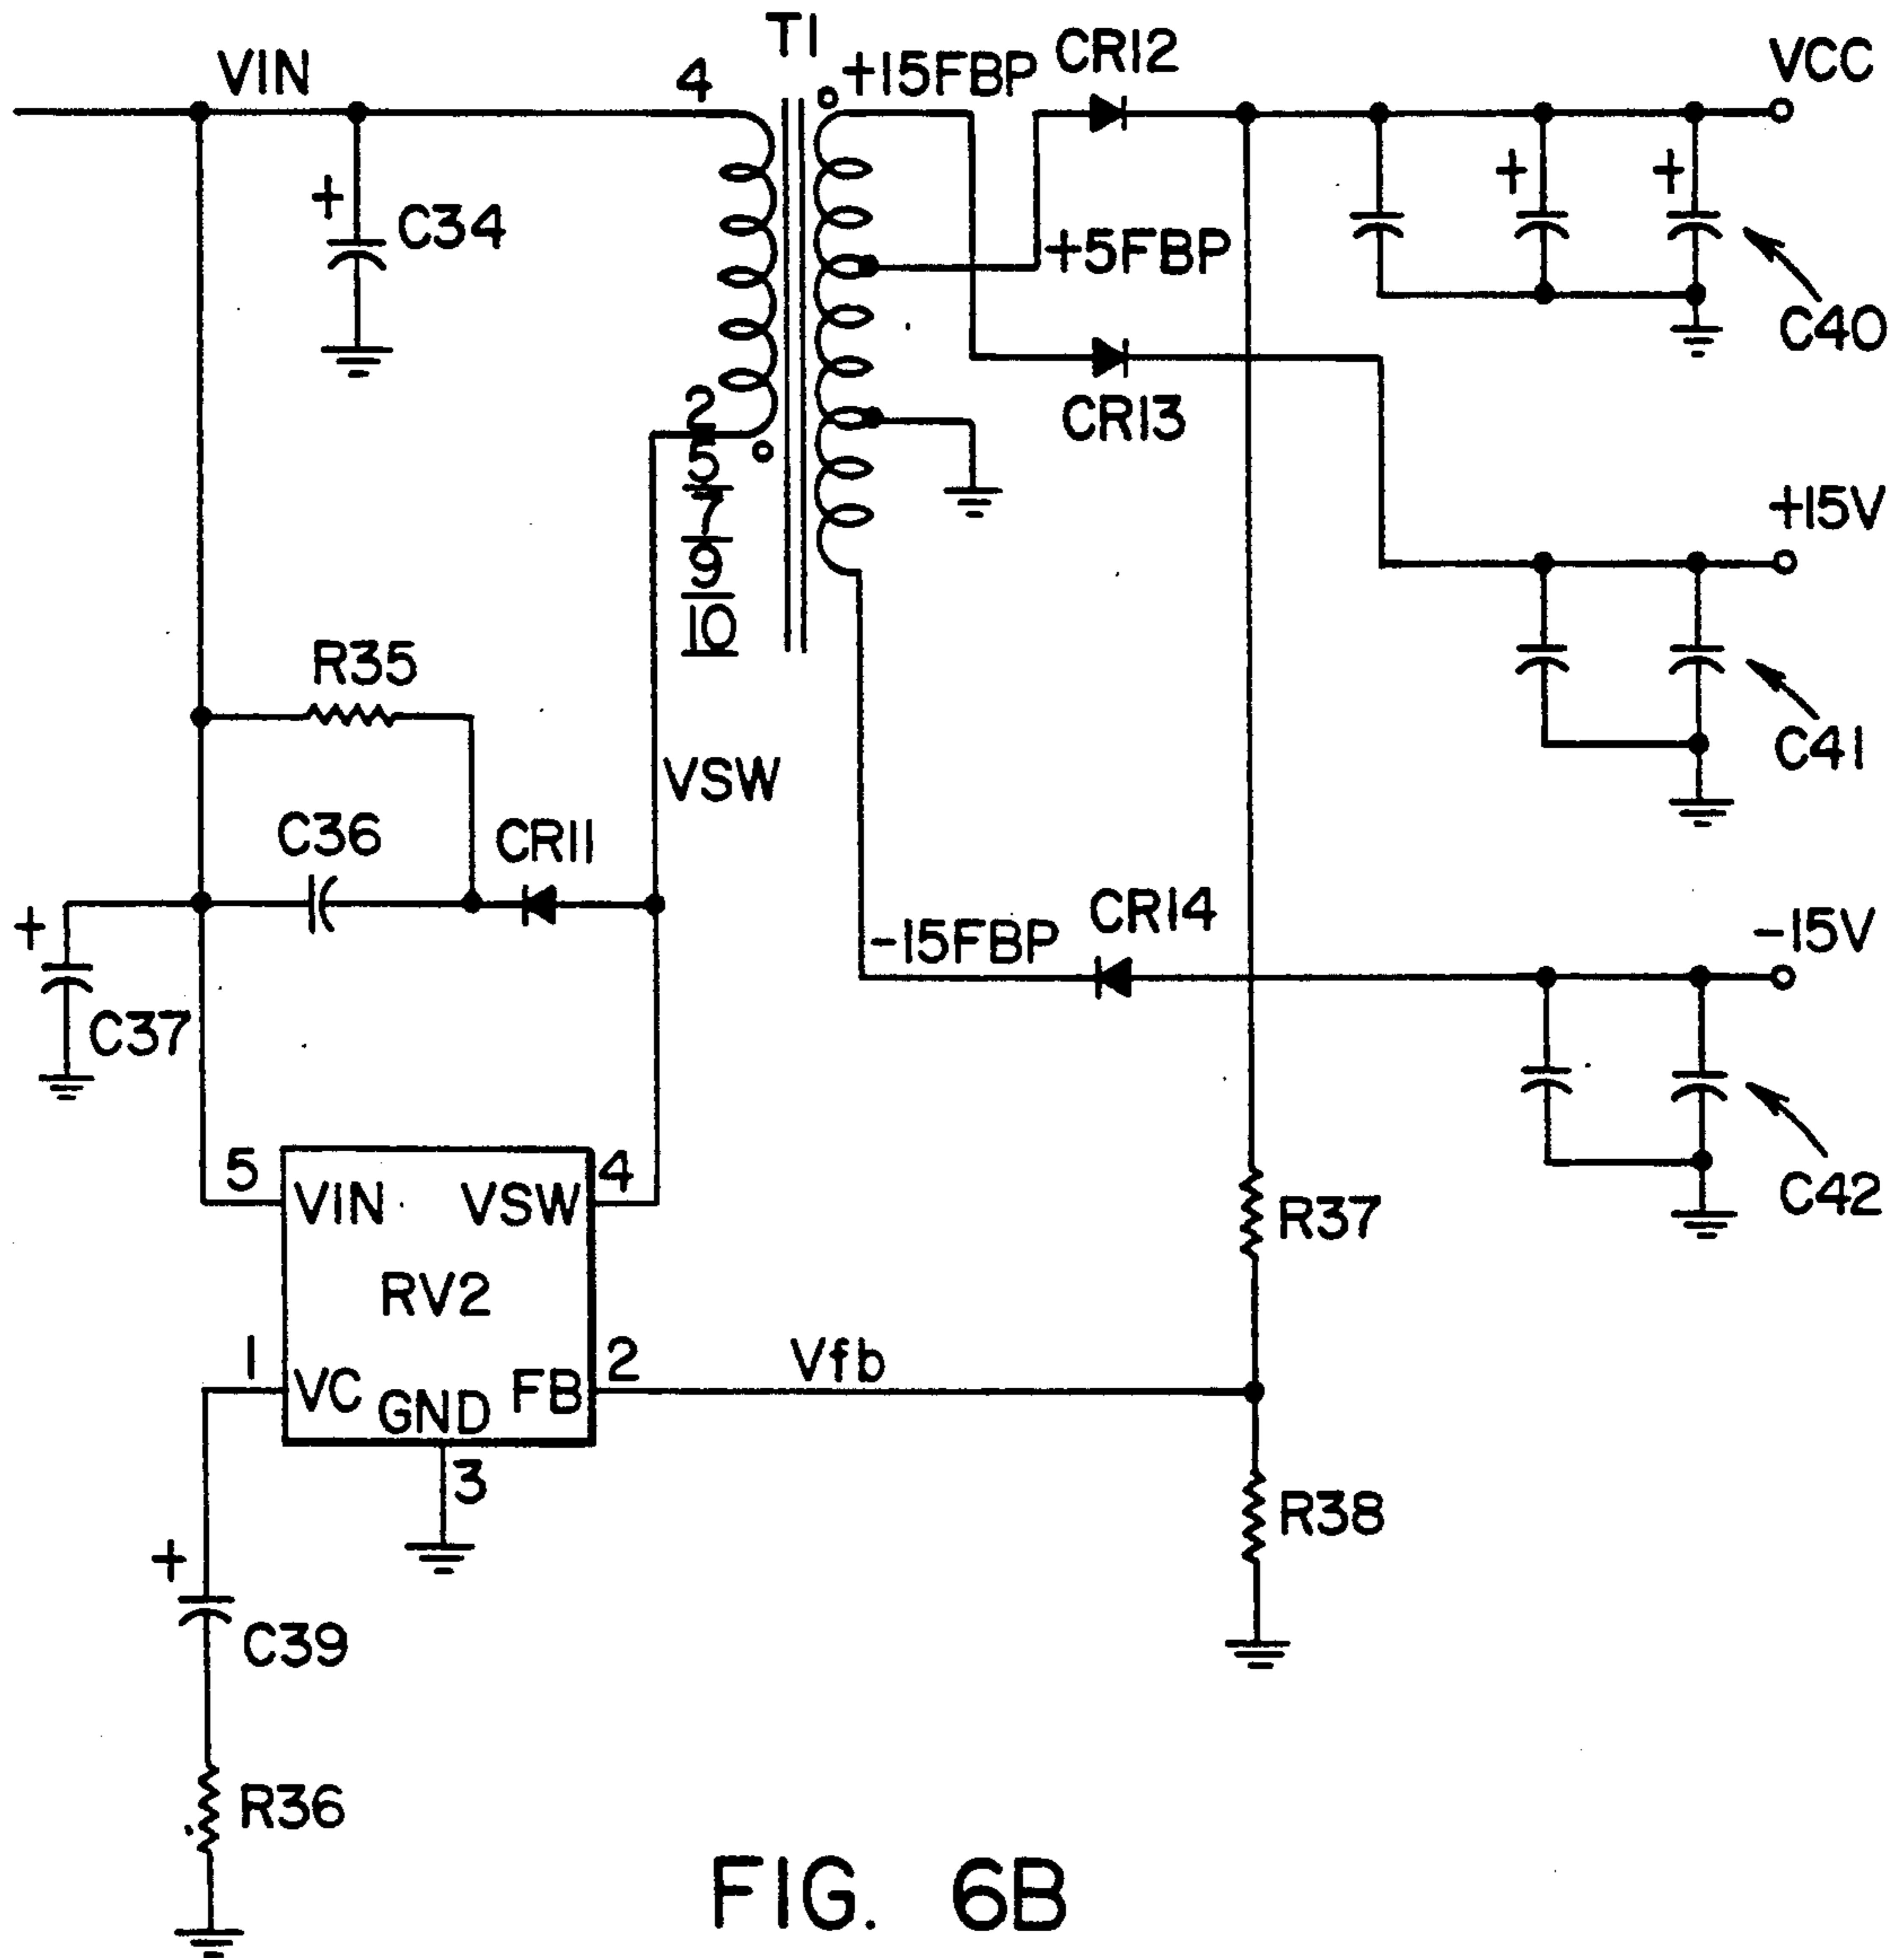 T1
VIN
4
+15FBP
CR12
VCC
+
C34
+5FBP
+
+
C40
2
5
7
9
10
CR13
+15V
R35
VSW
C41
C36
CR11
+
C37
-15FBP
CR14
-15V
C42
5
VIN
VSW
4
RV2
R37
1
VC
GND
FB
2
Vfb
3
R38
+
C39
R36
FIG. 6B